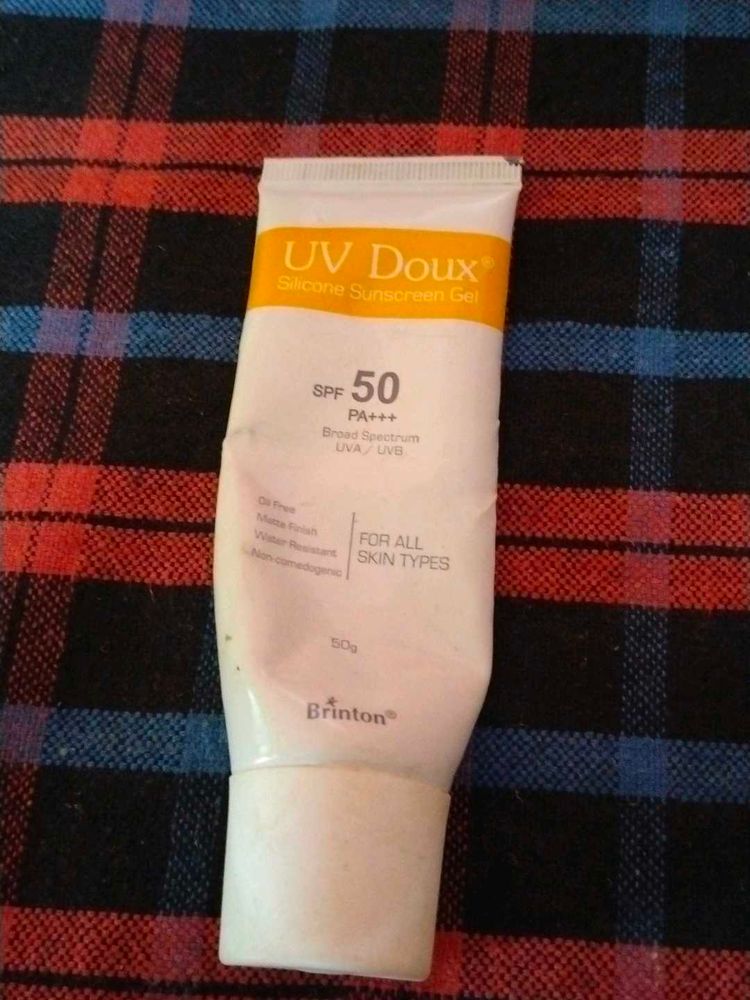 UV Doux®
Silicone Sunscreen Gel
SPF 50
PA+++
Broad Spectrum
UVA / UVB
Oil Free
Matte Finish
Water Resistant
Non-comedogenic
FOR ALL
SKIN TYPES
50g
Brinton®